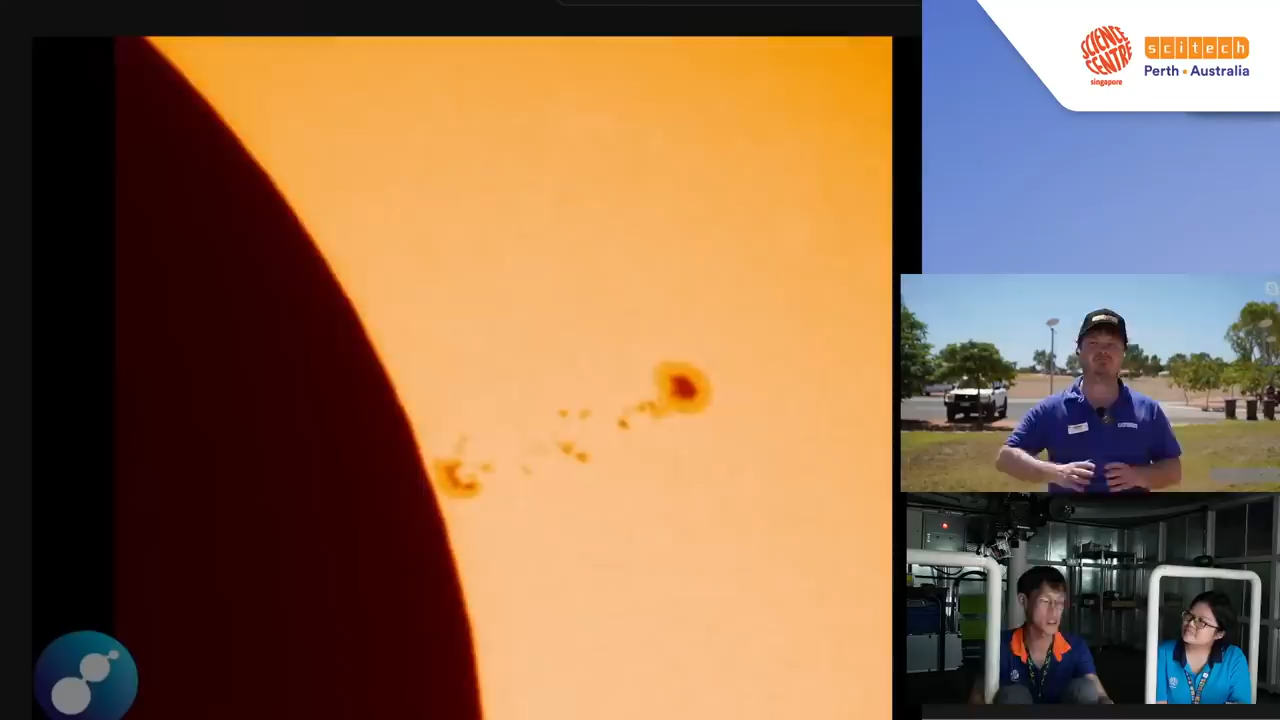 SCIENCE
CENTRE
singapore
scitech
Perth • Australia